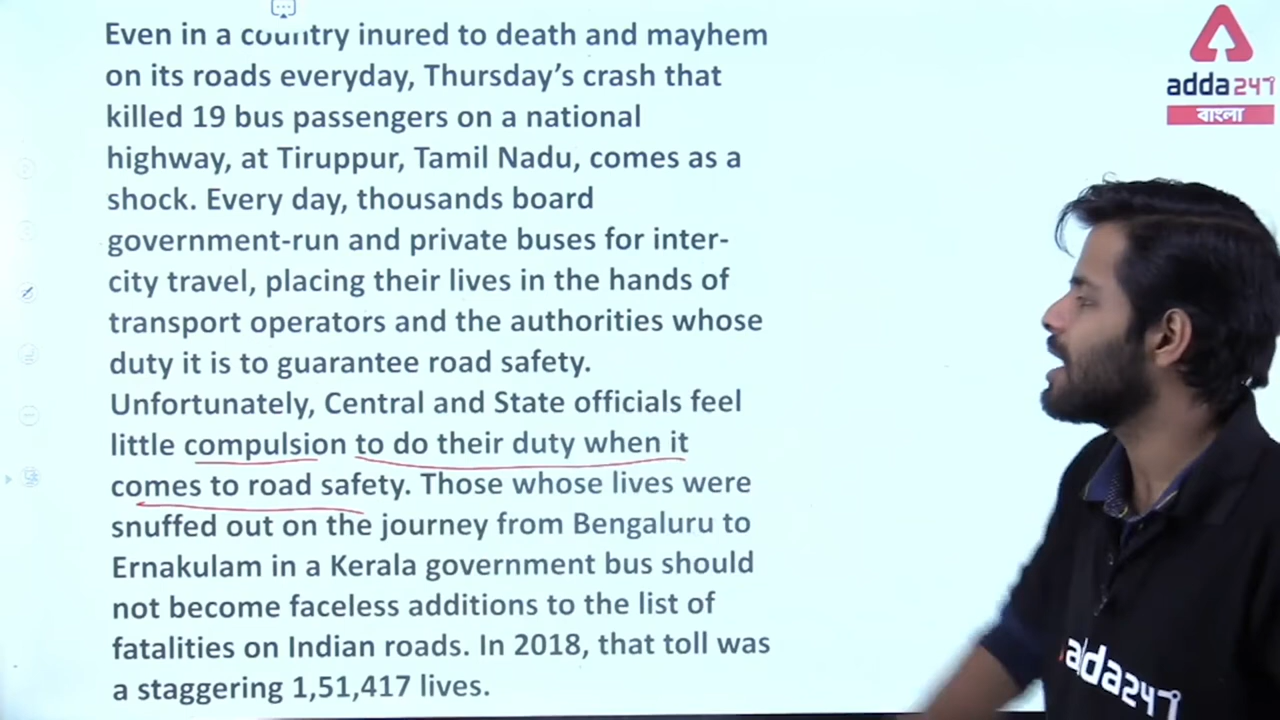 Even in a country inured to death and mayhem
on its roads everyday, Thursday's crash that
killed 19 bus passengers on a national
highway, at Tiruppur, Tamil Nadu, comes as a
shock. Every day, thousands board
government-run and private buses for inter-
city travel, placing their lives in the hands of
transport operators and the authorities whose
duty it is to guarantee road safety.
Unfortunately, Central and State officials feel
little compulsion to do their duty when it
comes to road safety. Those whose lives were
snuffed out on the journey from Bengaluru to
Ernakulam in a Kerala government bus should
not become faceless additions to the list of
fatalities on Indian roads. In 2018, that toll was
a staggering 1,51,417 lives.
adda247
বাংলা
adda247